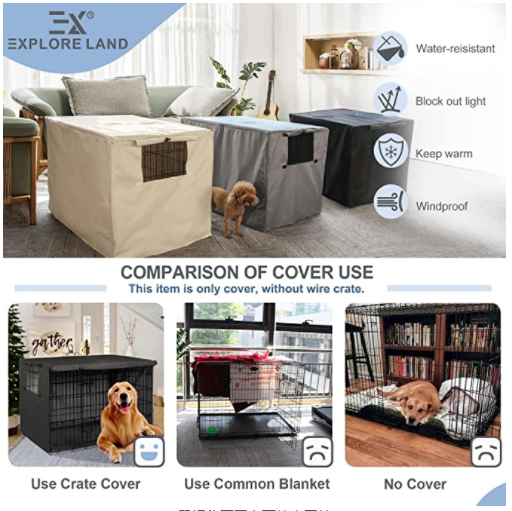 EX®
EXPLORE LAND
Water-reisistant
Block out light
Keep warm
Windproof
COMPARISON OF COVER USE
This item is only cover, without wire crate.
gather
Use Crate Cover
Use Common Blanket
No Cover